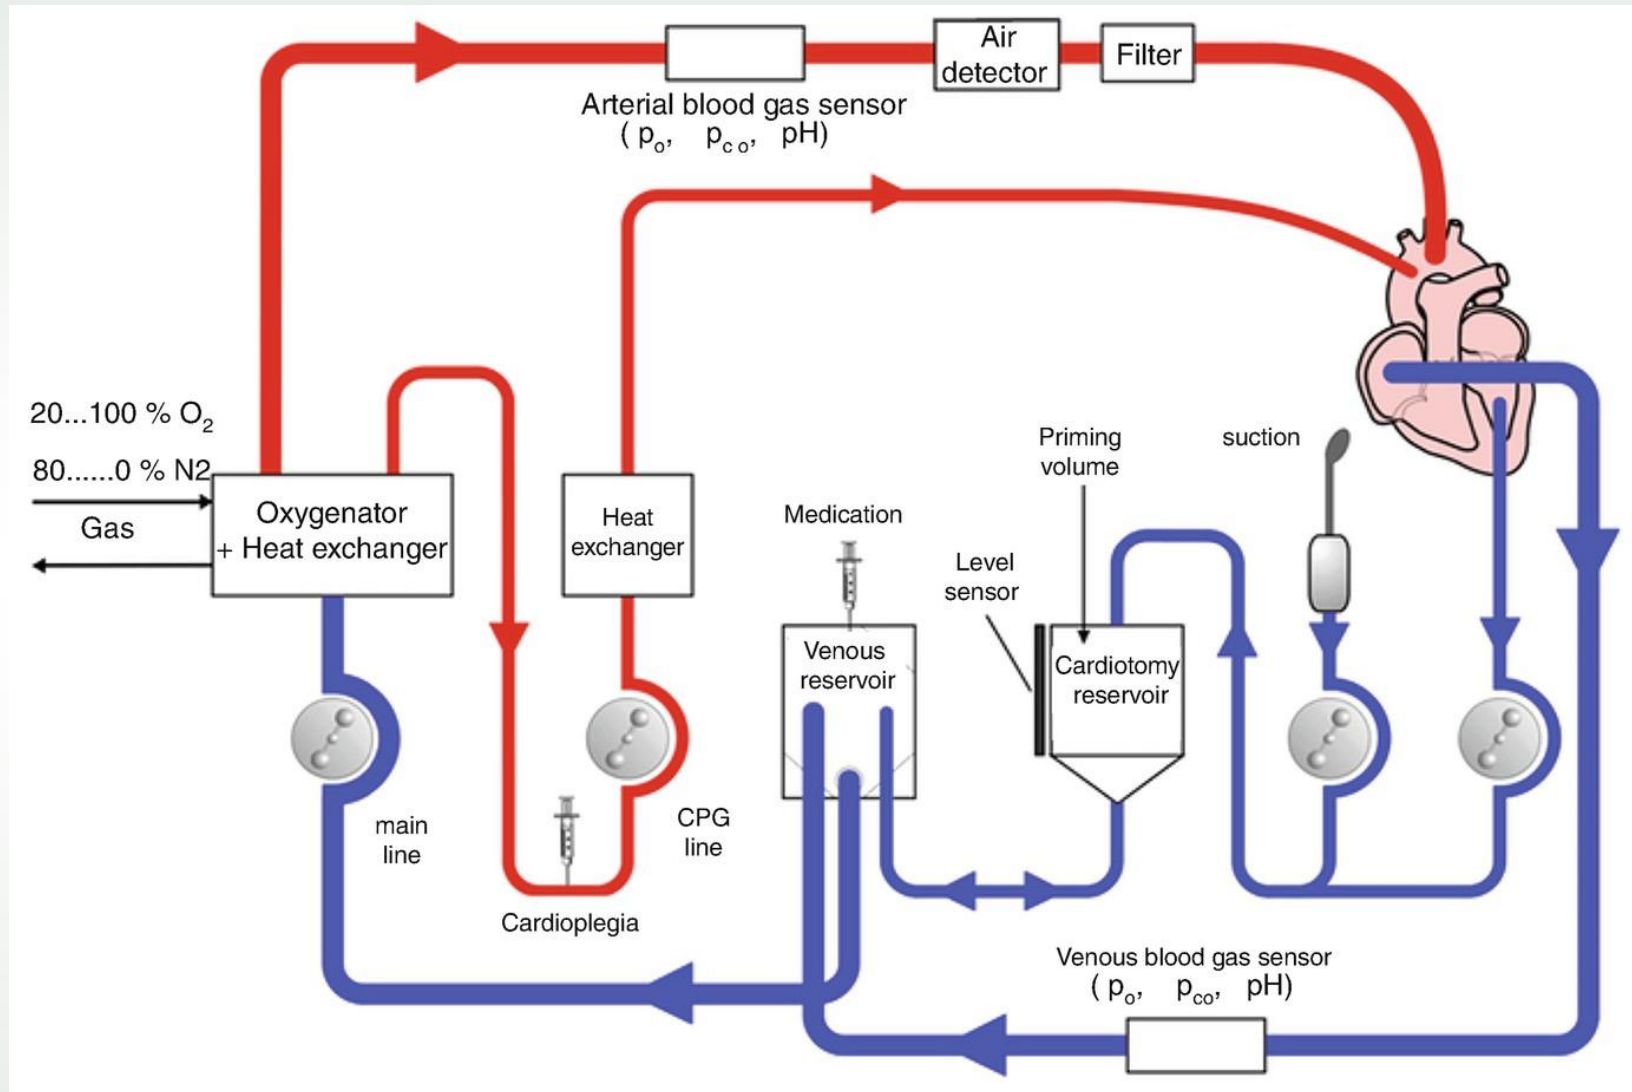 Air
detector
Filter
Arterial blood gas sensor
( po, pc o, pH)
20...100 % O2
80......0 % N2
Gas
Oxygenator
+ Heat exchanger
Heat
exchanger
Medication
Priming
volume
suction
Level
sensor
Venous
reservoir
Cardiotomy
reservoir
main
line
CPG
line
Cardioplegia
Venous blood gas sensor
( po, pco, pH)